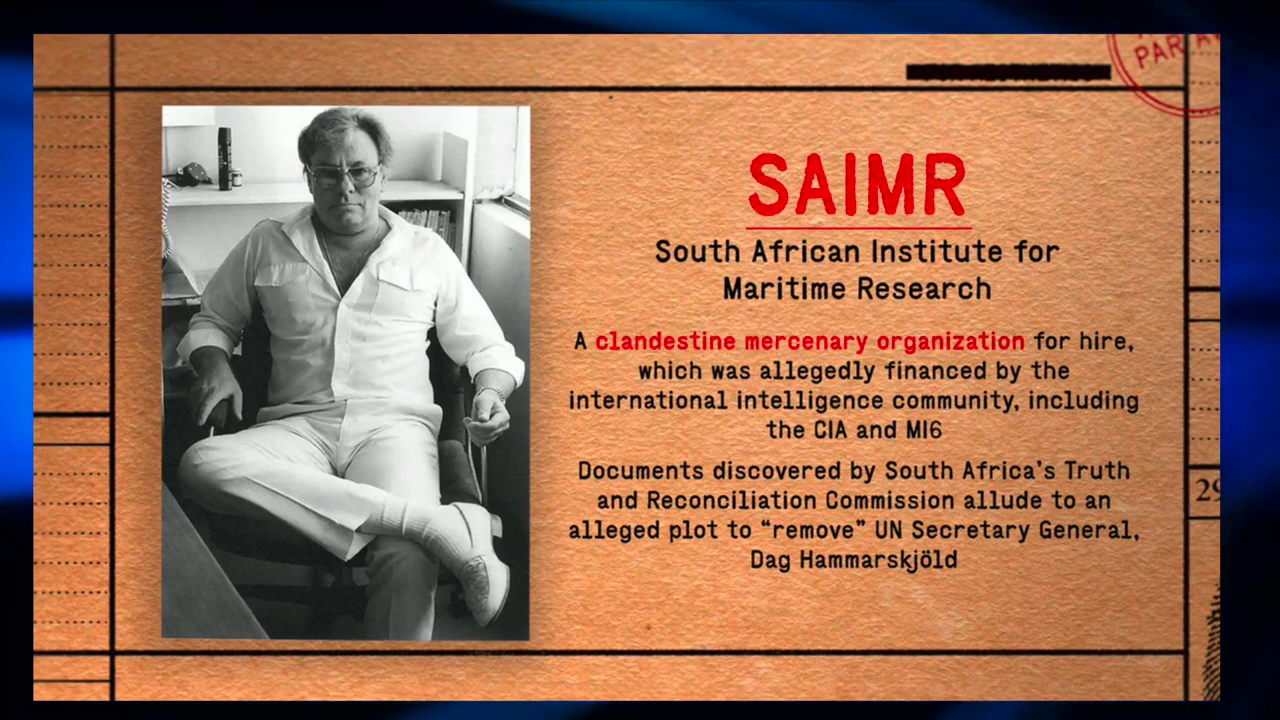 PAR A
SAIMR
South African Institute for
Maritime Research
A clandestine mercenary organization for hire,
which was allegedly financed by the
international intelligence community, including
the CIA and MI6
Documents discovered by South Africa's Truth
and Reconciliation Commission allude to an
alleged plot to “remove” UN Secretary General,
Dag Hammarskjöld
29